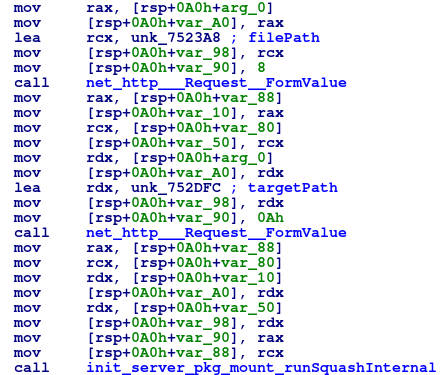 mov rax, [rsp+0A0h+arg_0]
mov [rsp+0A0h+var_A0], rax
lea rcx, unk_7523A8 ; filePath
mov [rsp+0A0h+var_98], rcx
mov [rsp+0A0h+var_90], 8
call net_http___Request__FormValue
mov rax, [rsp+0A0h+var_88]
mov [rsp+0A0h+var_10], rax
mov rcx, [rsp+0A0h+var_80]
mov [rsp+0A0h+var_50], rcx
mov rdx, [rsp+0A0h+arg_0]
mov [rsp+0A0h+var_A0], rdx
lea rdx, unk_752DFC ; targetPath
mov [rsp+0A0h+var_98], rdx
mov [rsp+0A0h+var_90], 0Ah
call net_http___Request__FormValue
mov rax, [rsp+0A0h+var_88]
mov rcx, [rsp+0A0h+var_80]
mov rdx, [rsp+0A0h+var_10]
mov [rsp+0A0h+var_A0], rdx
mov rdx, [rsp+0A0h+var_50]
mov [rsp+0A0h+var_98], rdx
mov [rsp+0A0h+var_90], rax
mov [rsp+0A0h+var_88], rcx
call init_server_pkg_mount_runSquashInternal